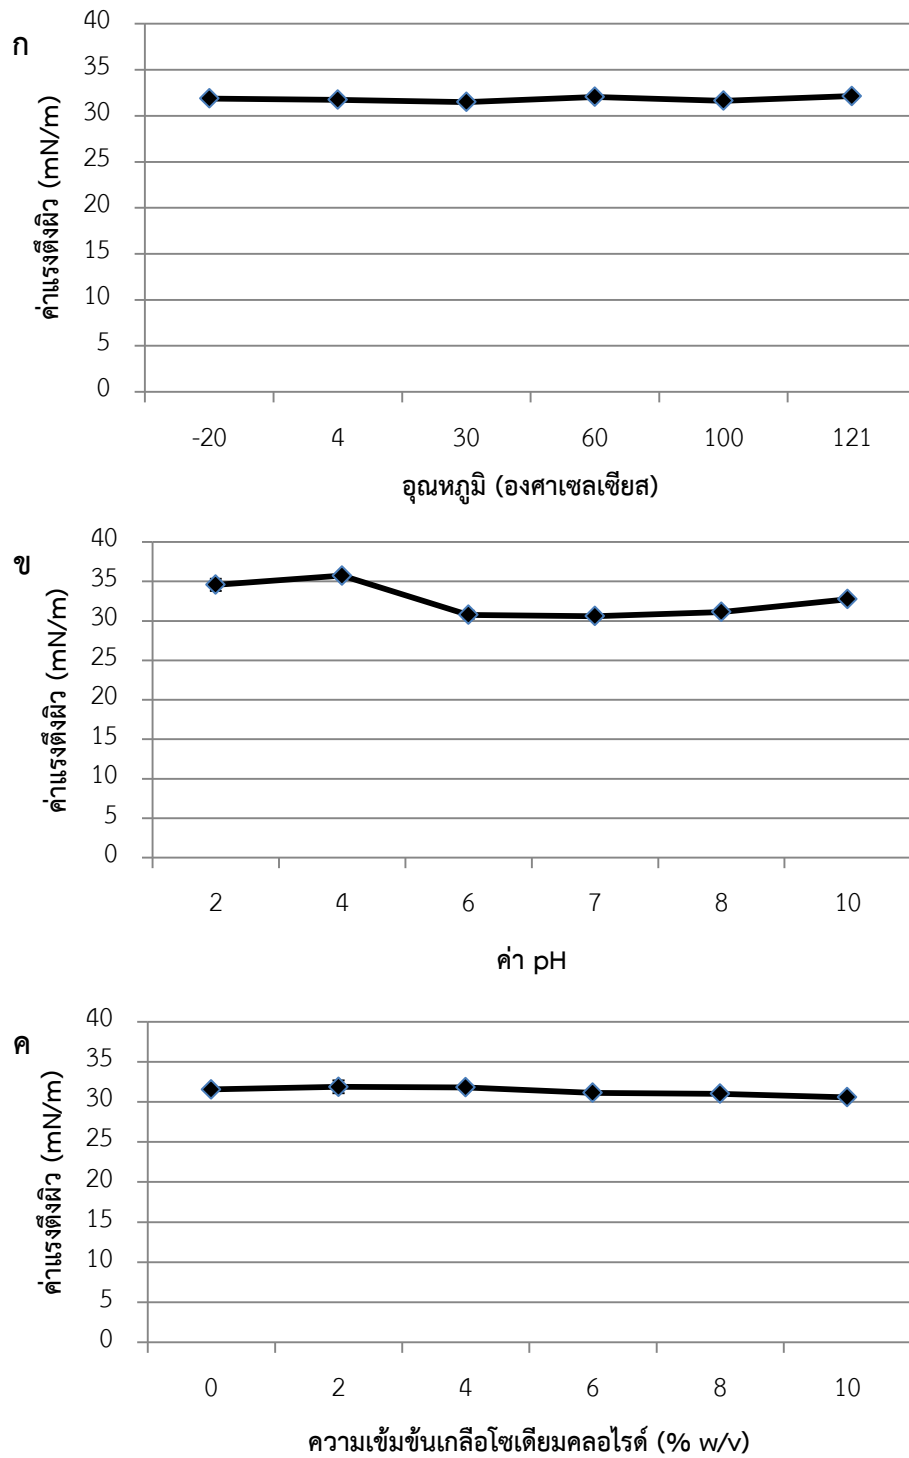 ก
40
35
30
25
20
15
10
5
0
ค่าแรงตึงผิว (mN/m)
-20 4 30 60 100 121
อุณหภูมิ (องศาเซลเซียส)
ข
40
35
30
25
20
15
10
5
0
ค่าแรงตึงผิว (mN/m)
2 4 6 7 8 10
ค่า pH
ค
40
35
30
25
20
15
10
5
0
ค่าแรงตึงผิว (mN/m)
0 2 4 6 8 10
ความเข้มข้นเกลือโซเดียมคลอไรด์ (% w/v)